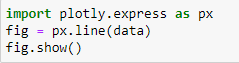 import plotly.express as px
fig = px.line(data)
fig.show()